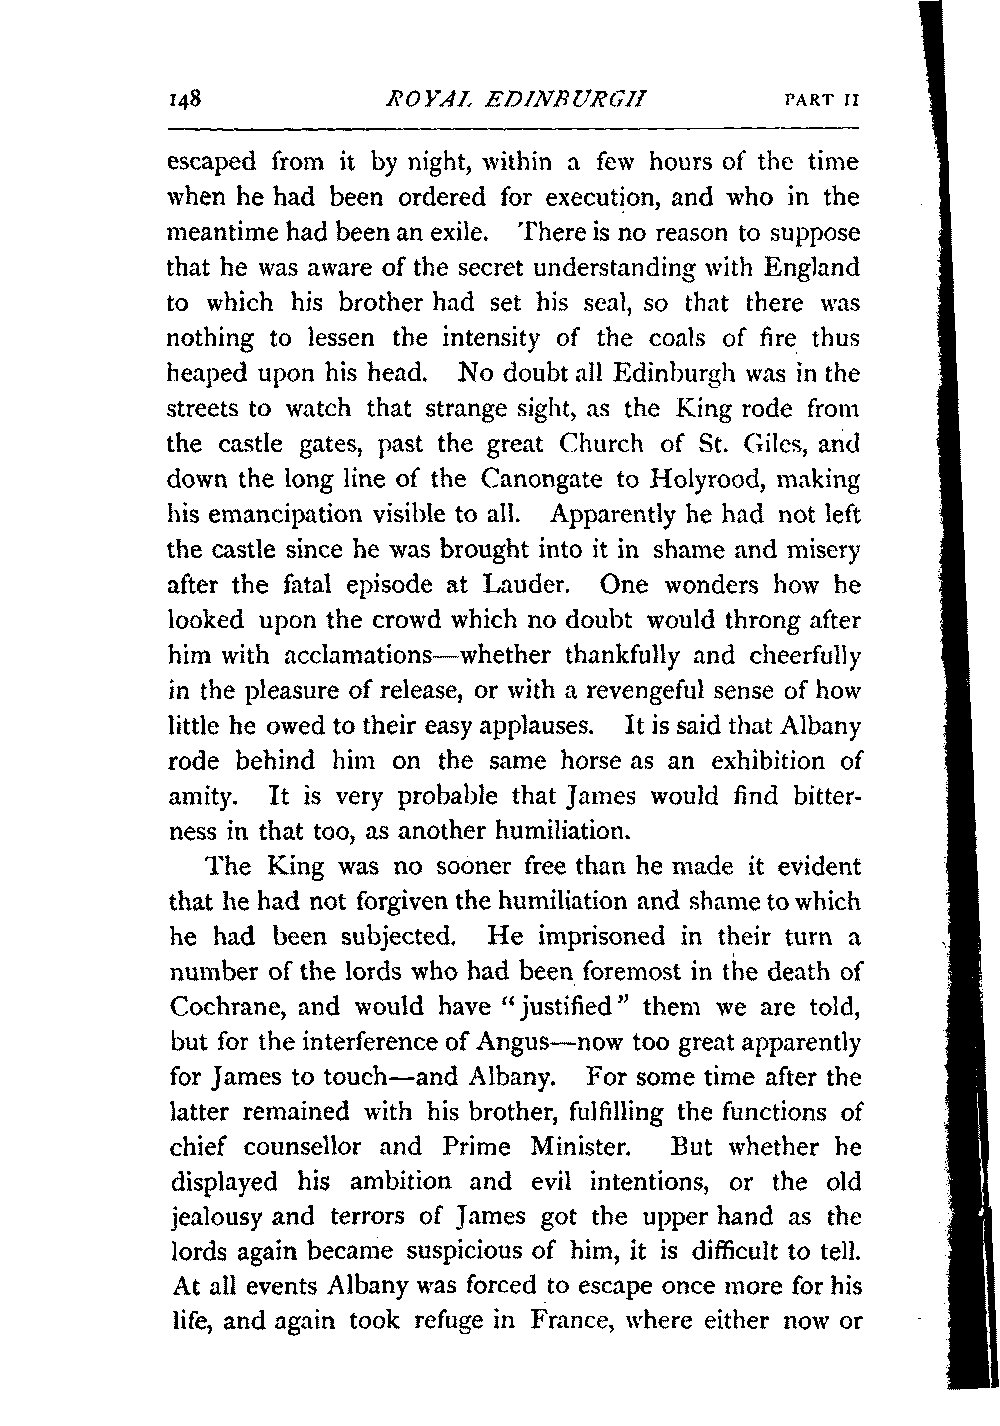 148 ROYAL EDINBURGH PART II
escaped from it by night, within a few hours of the time
when he had been ordered for execution, and who in the
meantime had been an exile. There is no reason to suppose
that he was aware of the secret understanding with England
to which his brother had set his seal, so that there was
nothing to lessen the intensity of the coals of fire thus
heaped upon his head. No doubt all Edinburgh was in the
streets to watch that strange sight, as the King rode from
the castle gates, past the great Church of St. Giles, and
down the long line of the Canongate to Holyrood, making
his emancipation visible to all. Apparently he had not left
the castle since he was brought into it in shame and misery
after the fatal episode at Lauder. One wonders how he
looked upon the crowd which no doubt would throng after
him with acclamations—whether thankfully and cheerfully
in the pleasure of release, or with a revengeful sense of how
little he owed to their easy applauses. It is said that Albany
rode behind him on the same horse as an exhibition of
amity. It is very probable that James would find bitter-
ness in that too, as another humiliation.
The King was no sooner free than he made it evident
that he had not forgiven the humiliation and shame to which
he had been subjected. He imprisoned in their turn a
number of the lords who had been foremost in the death of
Cochrane, and would have "justified" them we are told,
but for the interference of Angus—now too great apparently
for James to touch—and Albany. For some time after the
latter remained with his brother, fulfilling the functions of
chief counsellor and Prime Minister. But whether he
displayed his ambition and evil intentions, or the old
jealousy and terrors of James got the upper hand as the
lords again became suspicious of him, it is difficult to tell.
At all events Albany was forced to escape once more for his
life, and again took refuge in France, where either now or